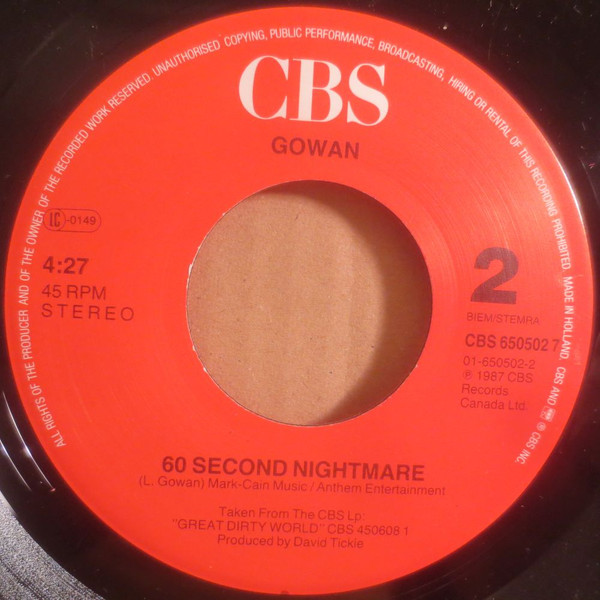 ALL RIGHTS OF THE PRODUCER AND OF THE OWNER OF THE RECORDED WORK RESERVED. UNAUTHORISED COPYING, PUBLIC PERFORMANCE, BROADCASTING, HIRING OR RENTAL OF THIS RECORDING PROHIBITED. MADE IN HOLLAND. CBS AND ® CBS INC.
CBS
GOWAN
LC-0149
4:27
45 RPM
STEREO
2
BIEM/STEMRA
CBS 650502 7
01-650502-2
℗ 1987 CBS
Records
Canada Ltd.
60 SECOND NIGHTMARE
(L. Gowan) Mark-Cain Music / Anthem Entertainment
Taken From The CBS Lp:
"GREAT DIRTY WORLD" CBS 450608 1
Produced by David Tickle